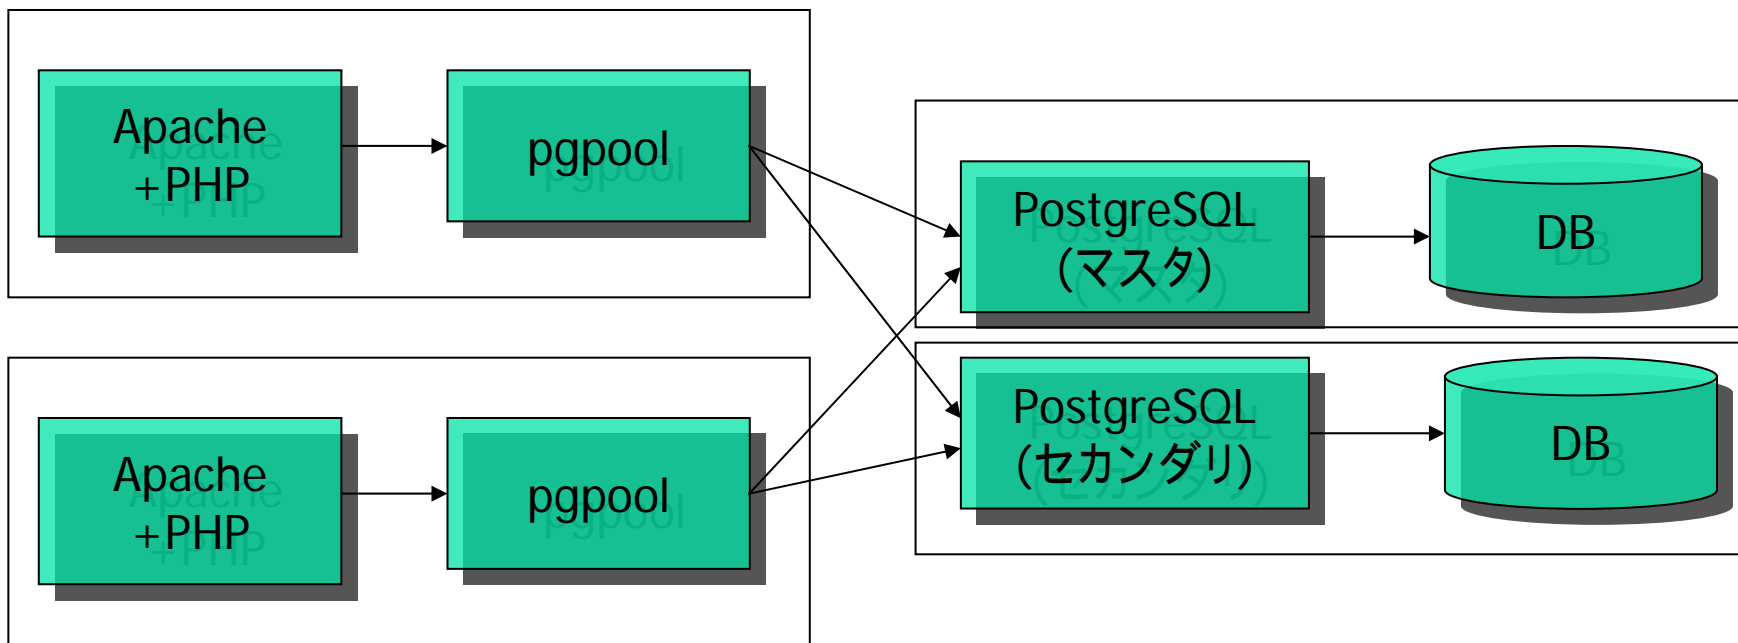 Apache
+PHP
pgpool
PostgreSQL
(マスタ)
DB
Apache
+PHP
pgpool
PostgreSQL
(セカンダリ)
DB